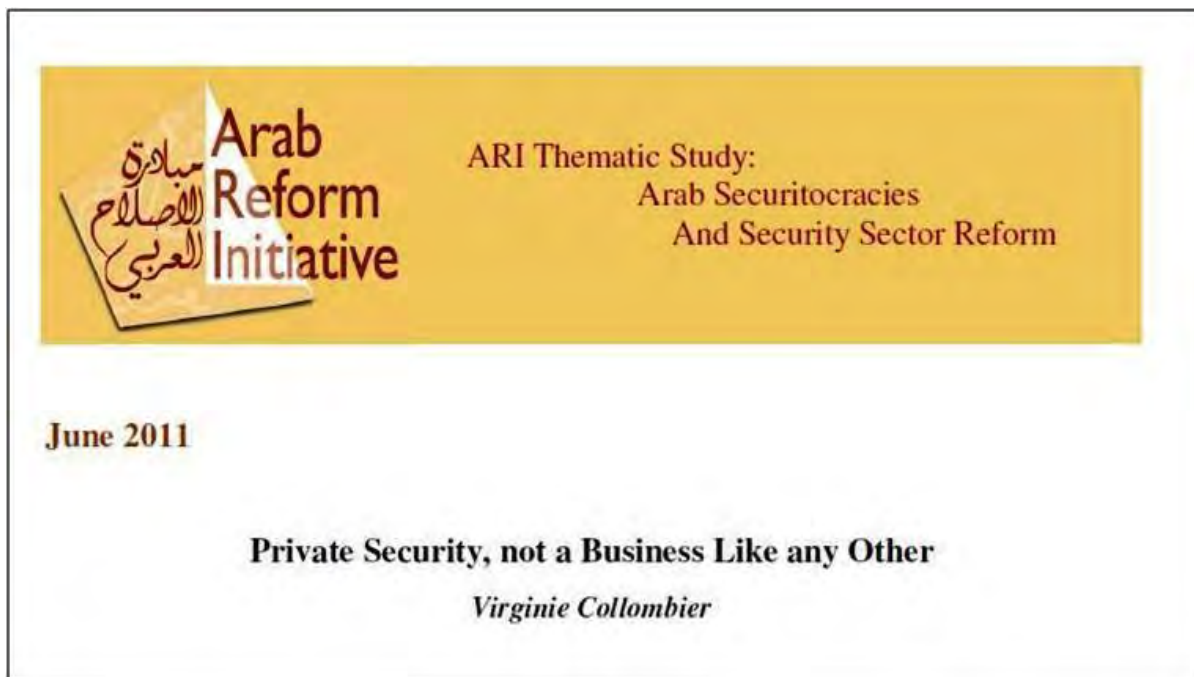 مبادرة
الاصلاح
العربي
Arab
Reform
Initiative
ARI Thematic Study:
Arab Securitocracies
And Security Sector Reform
June 2011
Private Security, not a Business Like any Other
Virginie Collombier